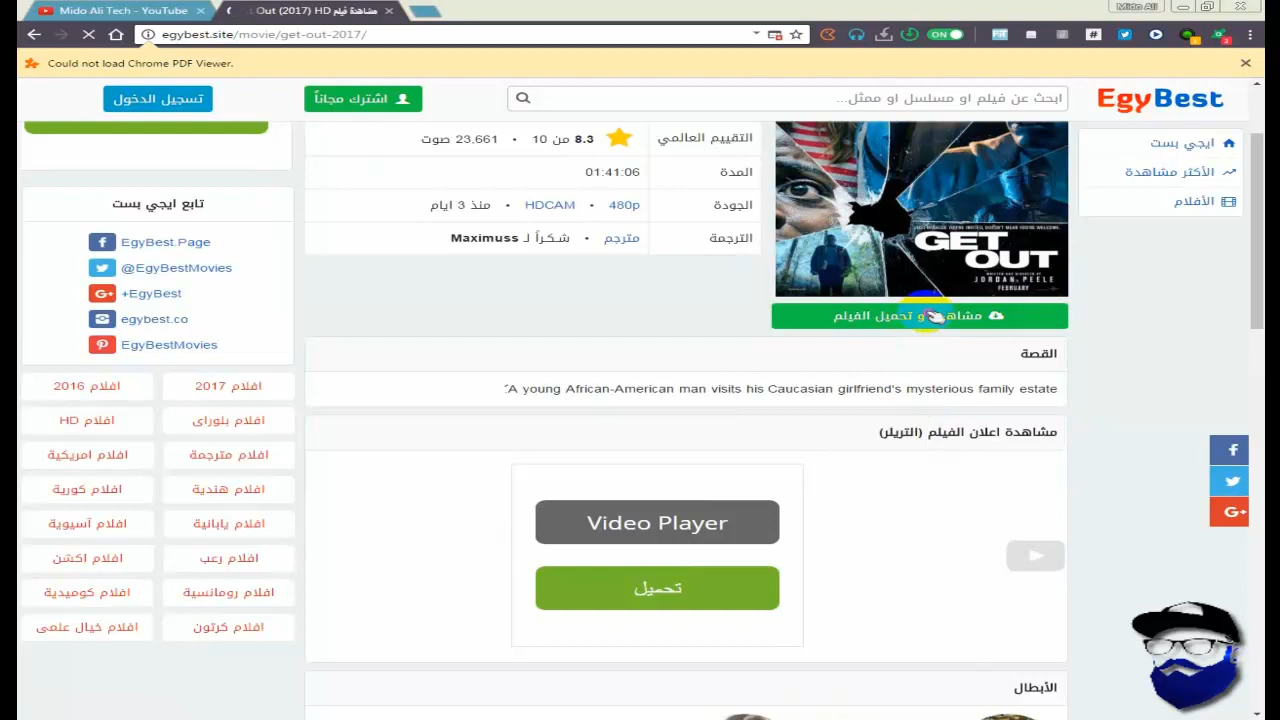 Mido Ali Tech - YouTube
مشاهدة فيلم Out (2017) HD
Mido Ali
egybest.site/movie/get-out-2017/
ON
Could not load Chrome PDF Viewer.
EgyBest
ابحث عن فيلم او مسلسل او ممثل...
اشترك مجاناً
تسجيل الدخول
ايجي بست
الأكثر مشاهدة
الأفلام
GET OUT
JORDAN PEELE
FEBRUARY
التقييم العالمي
8.3 من 10 • 23,661 صوت
المدة
01:41:06
الجودة
480p • HDCAM • منذ 3 ايام
الترجمة
مترجم • شكراً لـ Maximuss
مشاهدة و تحميل الفيلم
القصة
A young African-American man visits his Caucasian girlfriend's mysterious family estate
مشاهدة اعلان الفيلم (التريلر)
Video Player
تحميل
الأبطال
تابع ايجي بست
EgyBest.Page
@EgyBestMovies
+EgyBest
egybest.co
EgyBestMovies
افلام 2017
افلام 2016
افلام بلوراى
افلام HD
افلام مترجمة
افلام امريكية
افلام هندية
افلام كورية
افلام يابانية
افلام آسيوية
افلام رعب
افلام اكشن
افلام رومانسية
افلام كوميدية
افلام كرتون
افلام خيال علمى